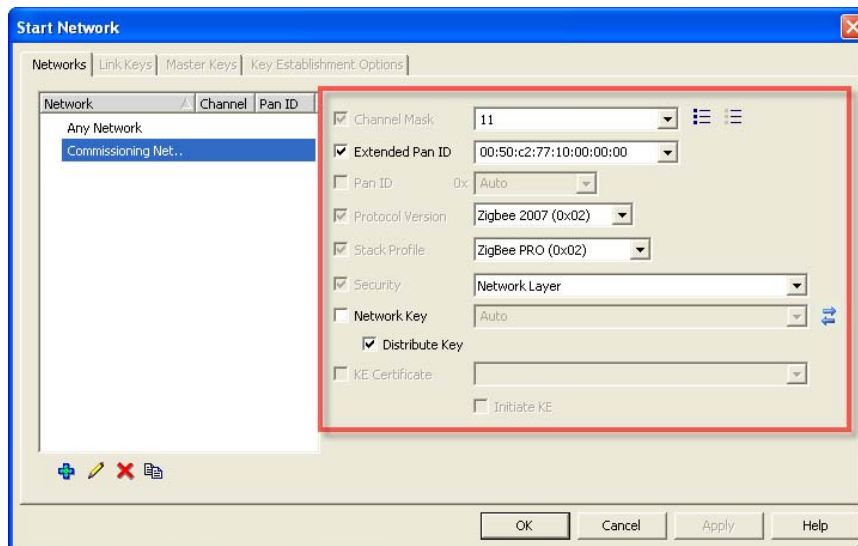 Start Network
Networks Link Keys Master Keys Key Establishment Options
Network Channel Pan ID
Any Network
Commissioning Net..
Channel Mask 11
Extended Pan ID 00:50:c2:77:10:00:00:00
Pan ID 0x Auto
Protocol Version Zigbee 2007 (0x02)
Stack Profile ZigBee PRO (0x02)
Security Network Layer
Network Key Auto
Distribute Key
KE Certificate
Initiate KE
OK Cancel Apply Help